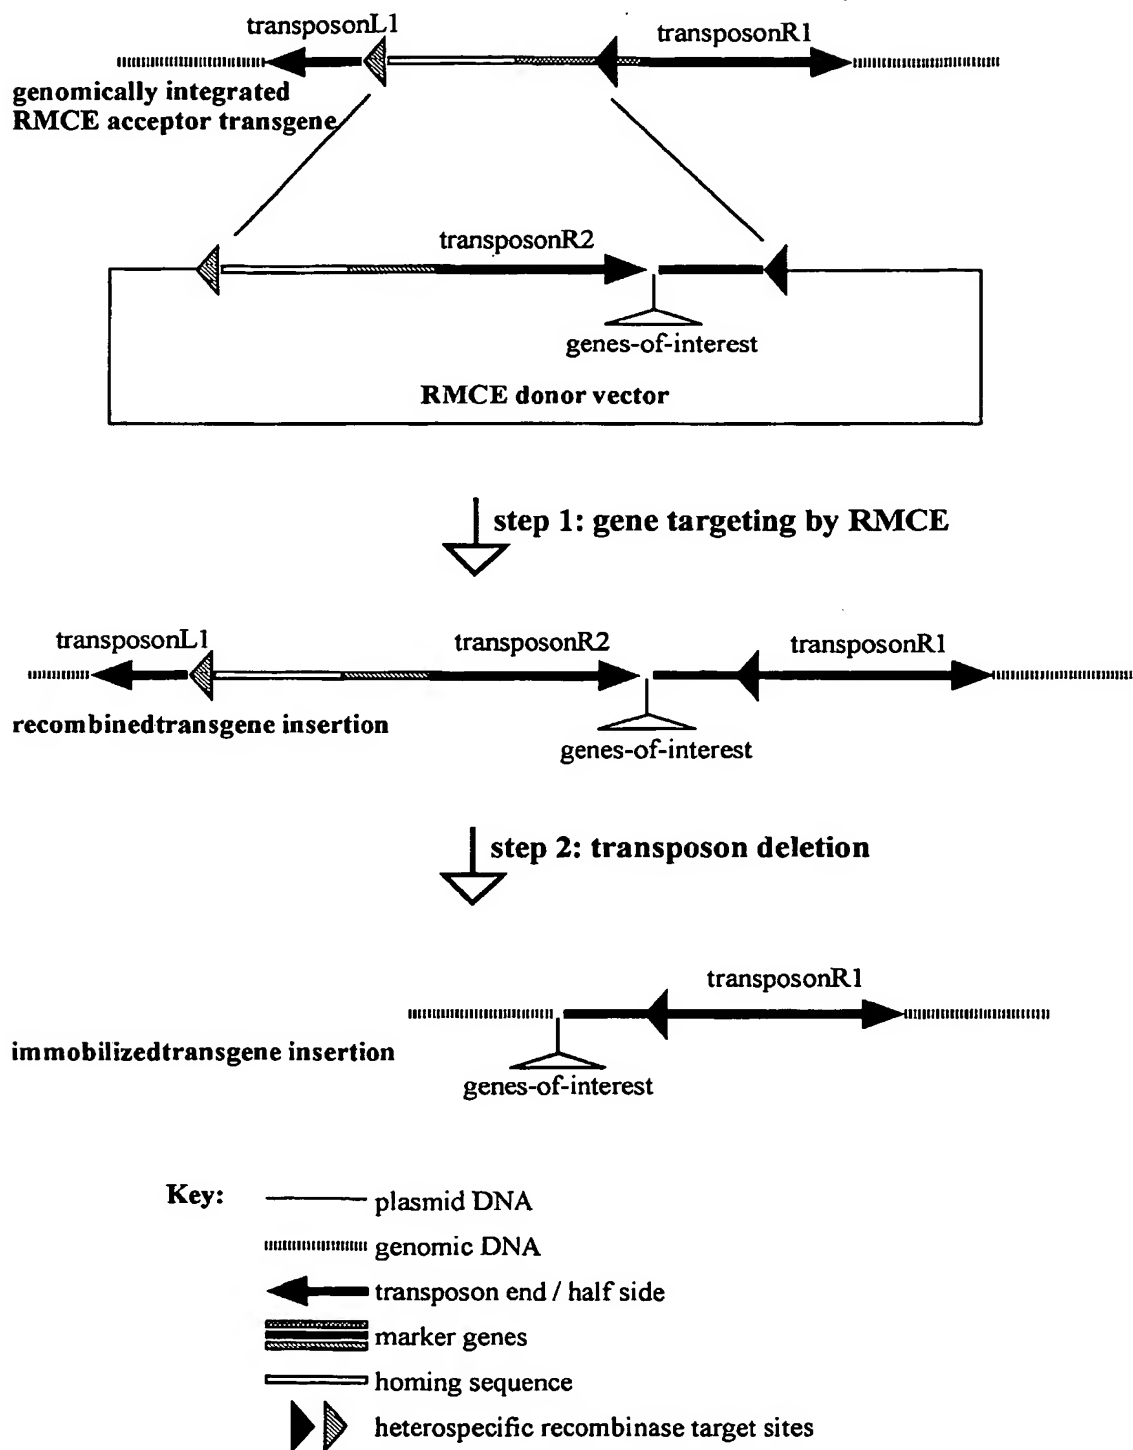 transposonL1
transposonR1
genomically integrated
RMCE acceptor transgene
transposonR2
genes-of-interest
RMCE donor vector
step 1: gene targeting by RMCE
transposonL1
transposonR2
transposonR1
recombinedtransgene insertion
genes-of-interest
step 2: transposon deletion
transposonR1
immobilizedtransgene insertion
genes-of-interest
Key:
plasmid DNA
genomic DNA
transposon end / half side
marker genes
homing sequence
heterospecific recombinase target sites